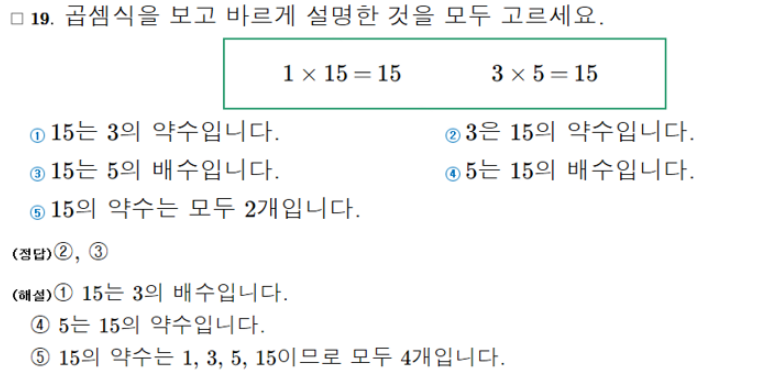 □ 19. 곱셈식을 보고 바르게 설명한 것을 모두 고르세요.
1 × 15 = 15 3 × 5 = 15
① 15는 3의 약수입니다. ② 3은 15의 약수입니다.
③ 15는 5의 배수입니다. ④ 5는 15의 배수입니다.
⑤ 15의 약수는 모두 2개입니다.
(정답)②, ③
(해설)① 15는 3의 배수입니다.
④ 5는 15의 약수입니다.
⑤ 15의 약수는 1, 3, 5, 15이므로 모두 4개입니다.